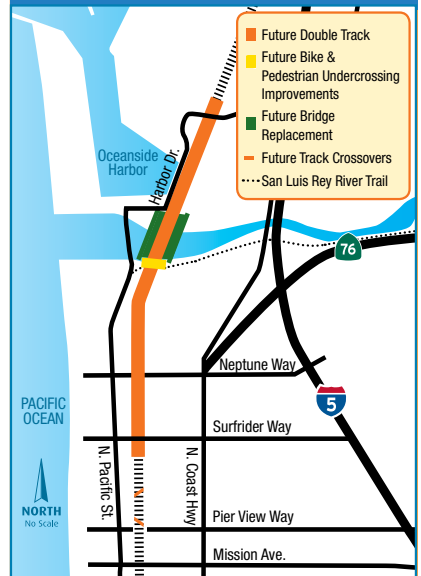 Future Double Track
Future Bike &
Pedestrian Undercrossing
Improvements
Future Bridge
Replacement
Future Track Crossovers
San Luis Rey River Trail
Oceanside
Harbor
Harbor Dr.
76
Neptune Way
5
PACIFIC
OCEAN
Surfrider Way
N. Pacific St.
N. Coast Hwy
NORTH
No Scale
Pier View Way
Mission Ave.